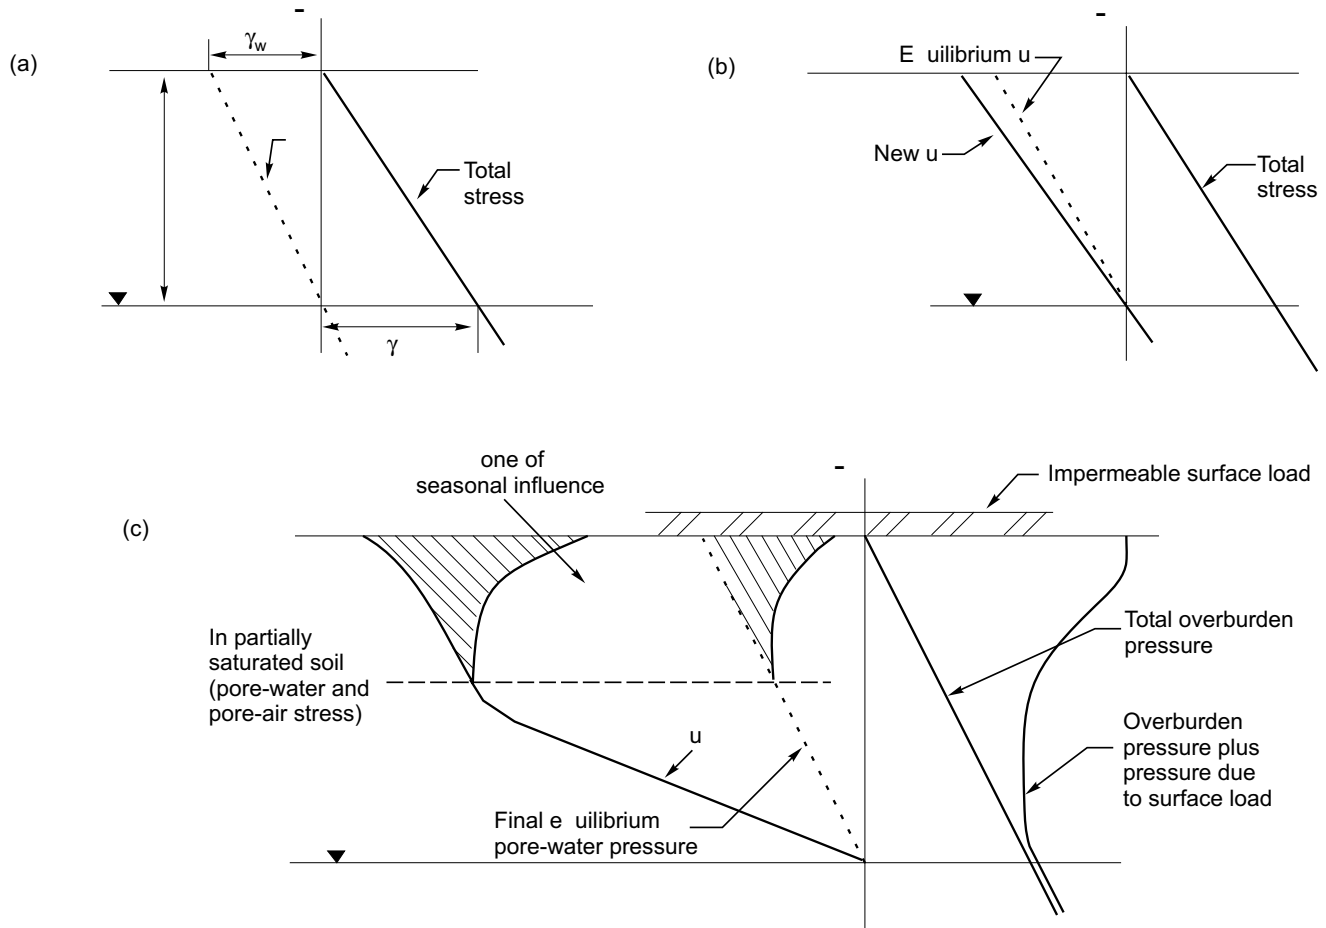 (a)
-
γw
Total
stress
γ
(b)
-
E uilibrium u
New u
Total
stress
(c)
one of
seasonal influence
-
Impermeable surface load
In partially
saturated soil
(pore-water and
pore-air stress)
u
Final e uilibrium
pore-water pressure
Total overburden
pressure
Overburden
pressure plus
pressure due
to surface load